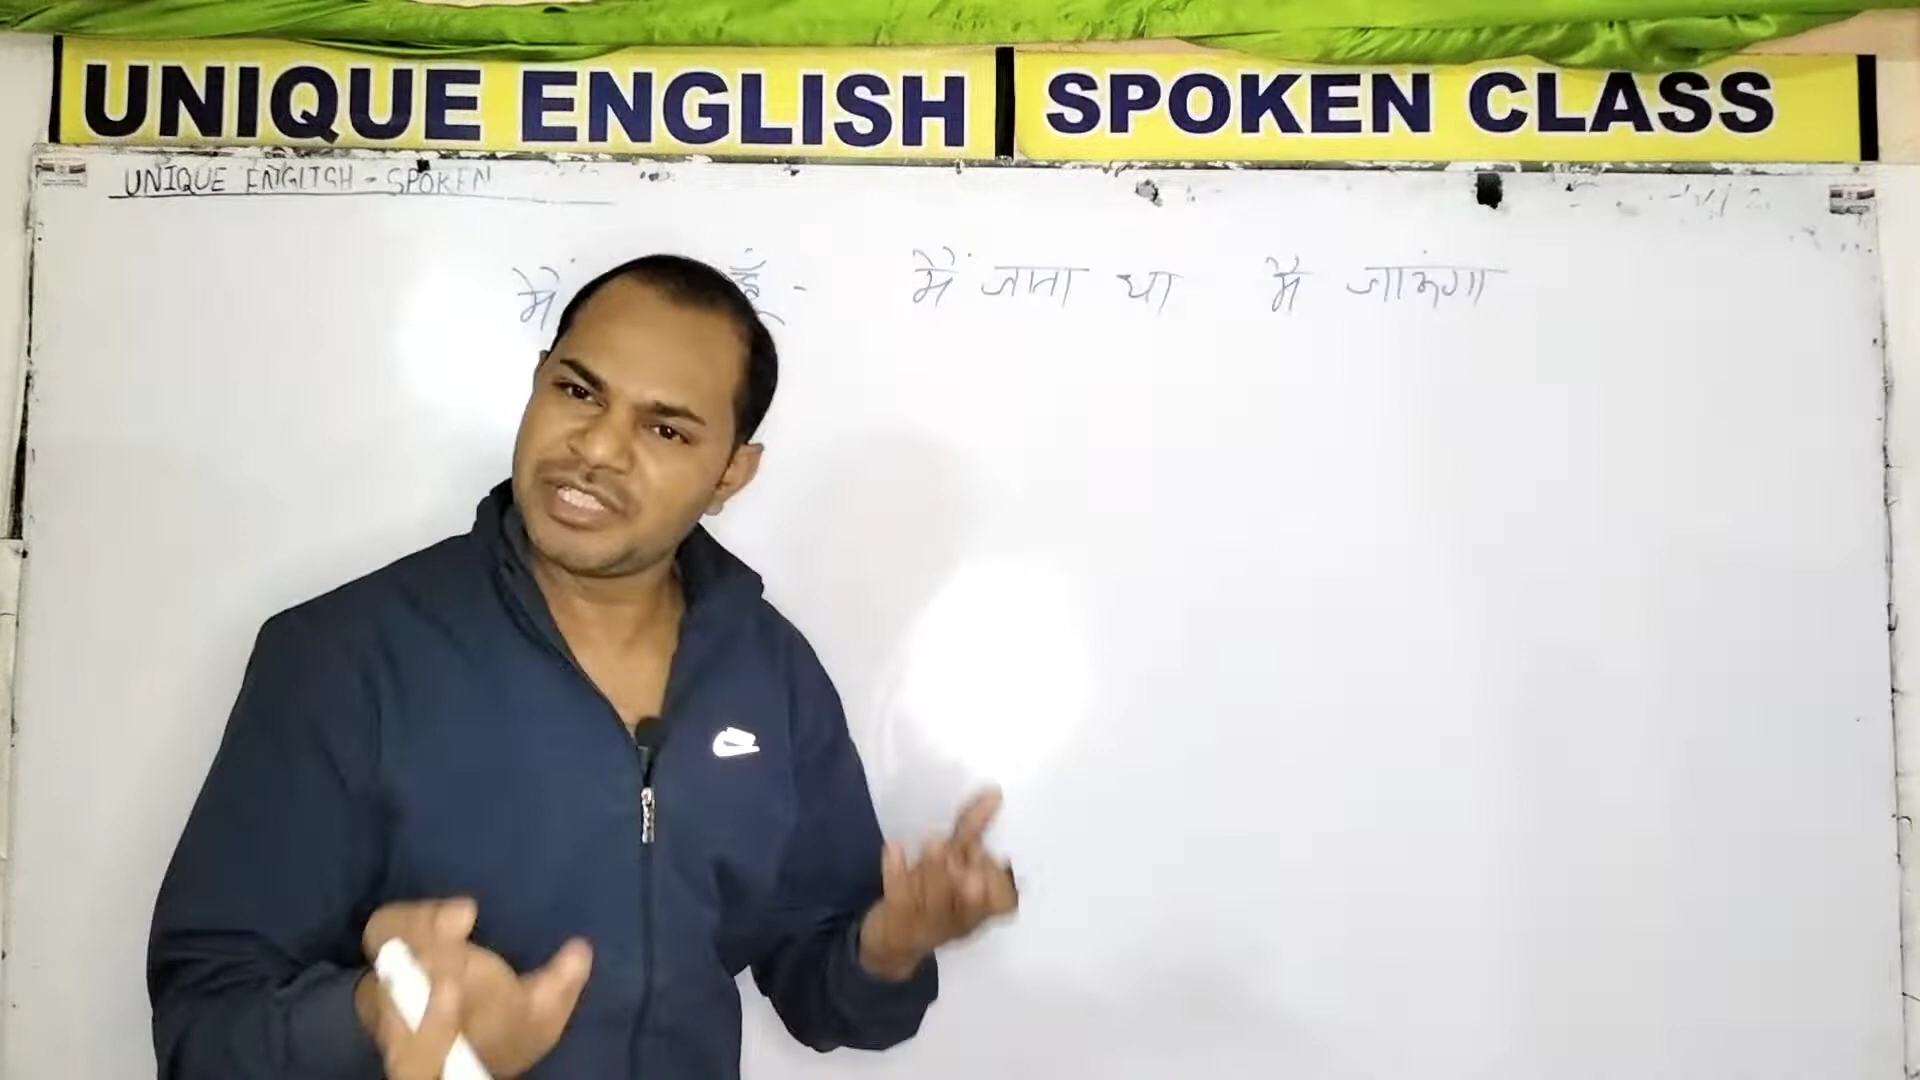 UNIQUE ENGLISH SPOKEN CLASS
UNIQUE ENGLISH - SPOKEN
मैं हूँ - मैं जाता था मैं जाऊंगा